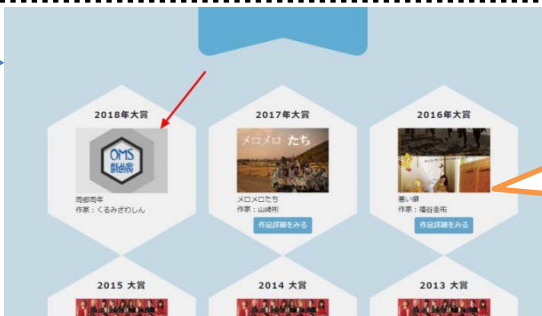 2018年大賞
2017年大賞
2016年大賞
OMS
戯曲賞
メロメロたち
同郷同年
作家：くるみざわしん
メロメロたち
作家：山崎彬
悪い癖
作家：福谷圭祐
作品詳細をみる
作品詳細をみる
2015 大賞
2014 大賞
2013 大賞